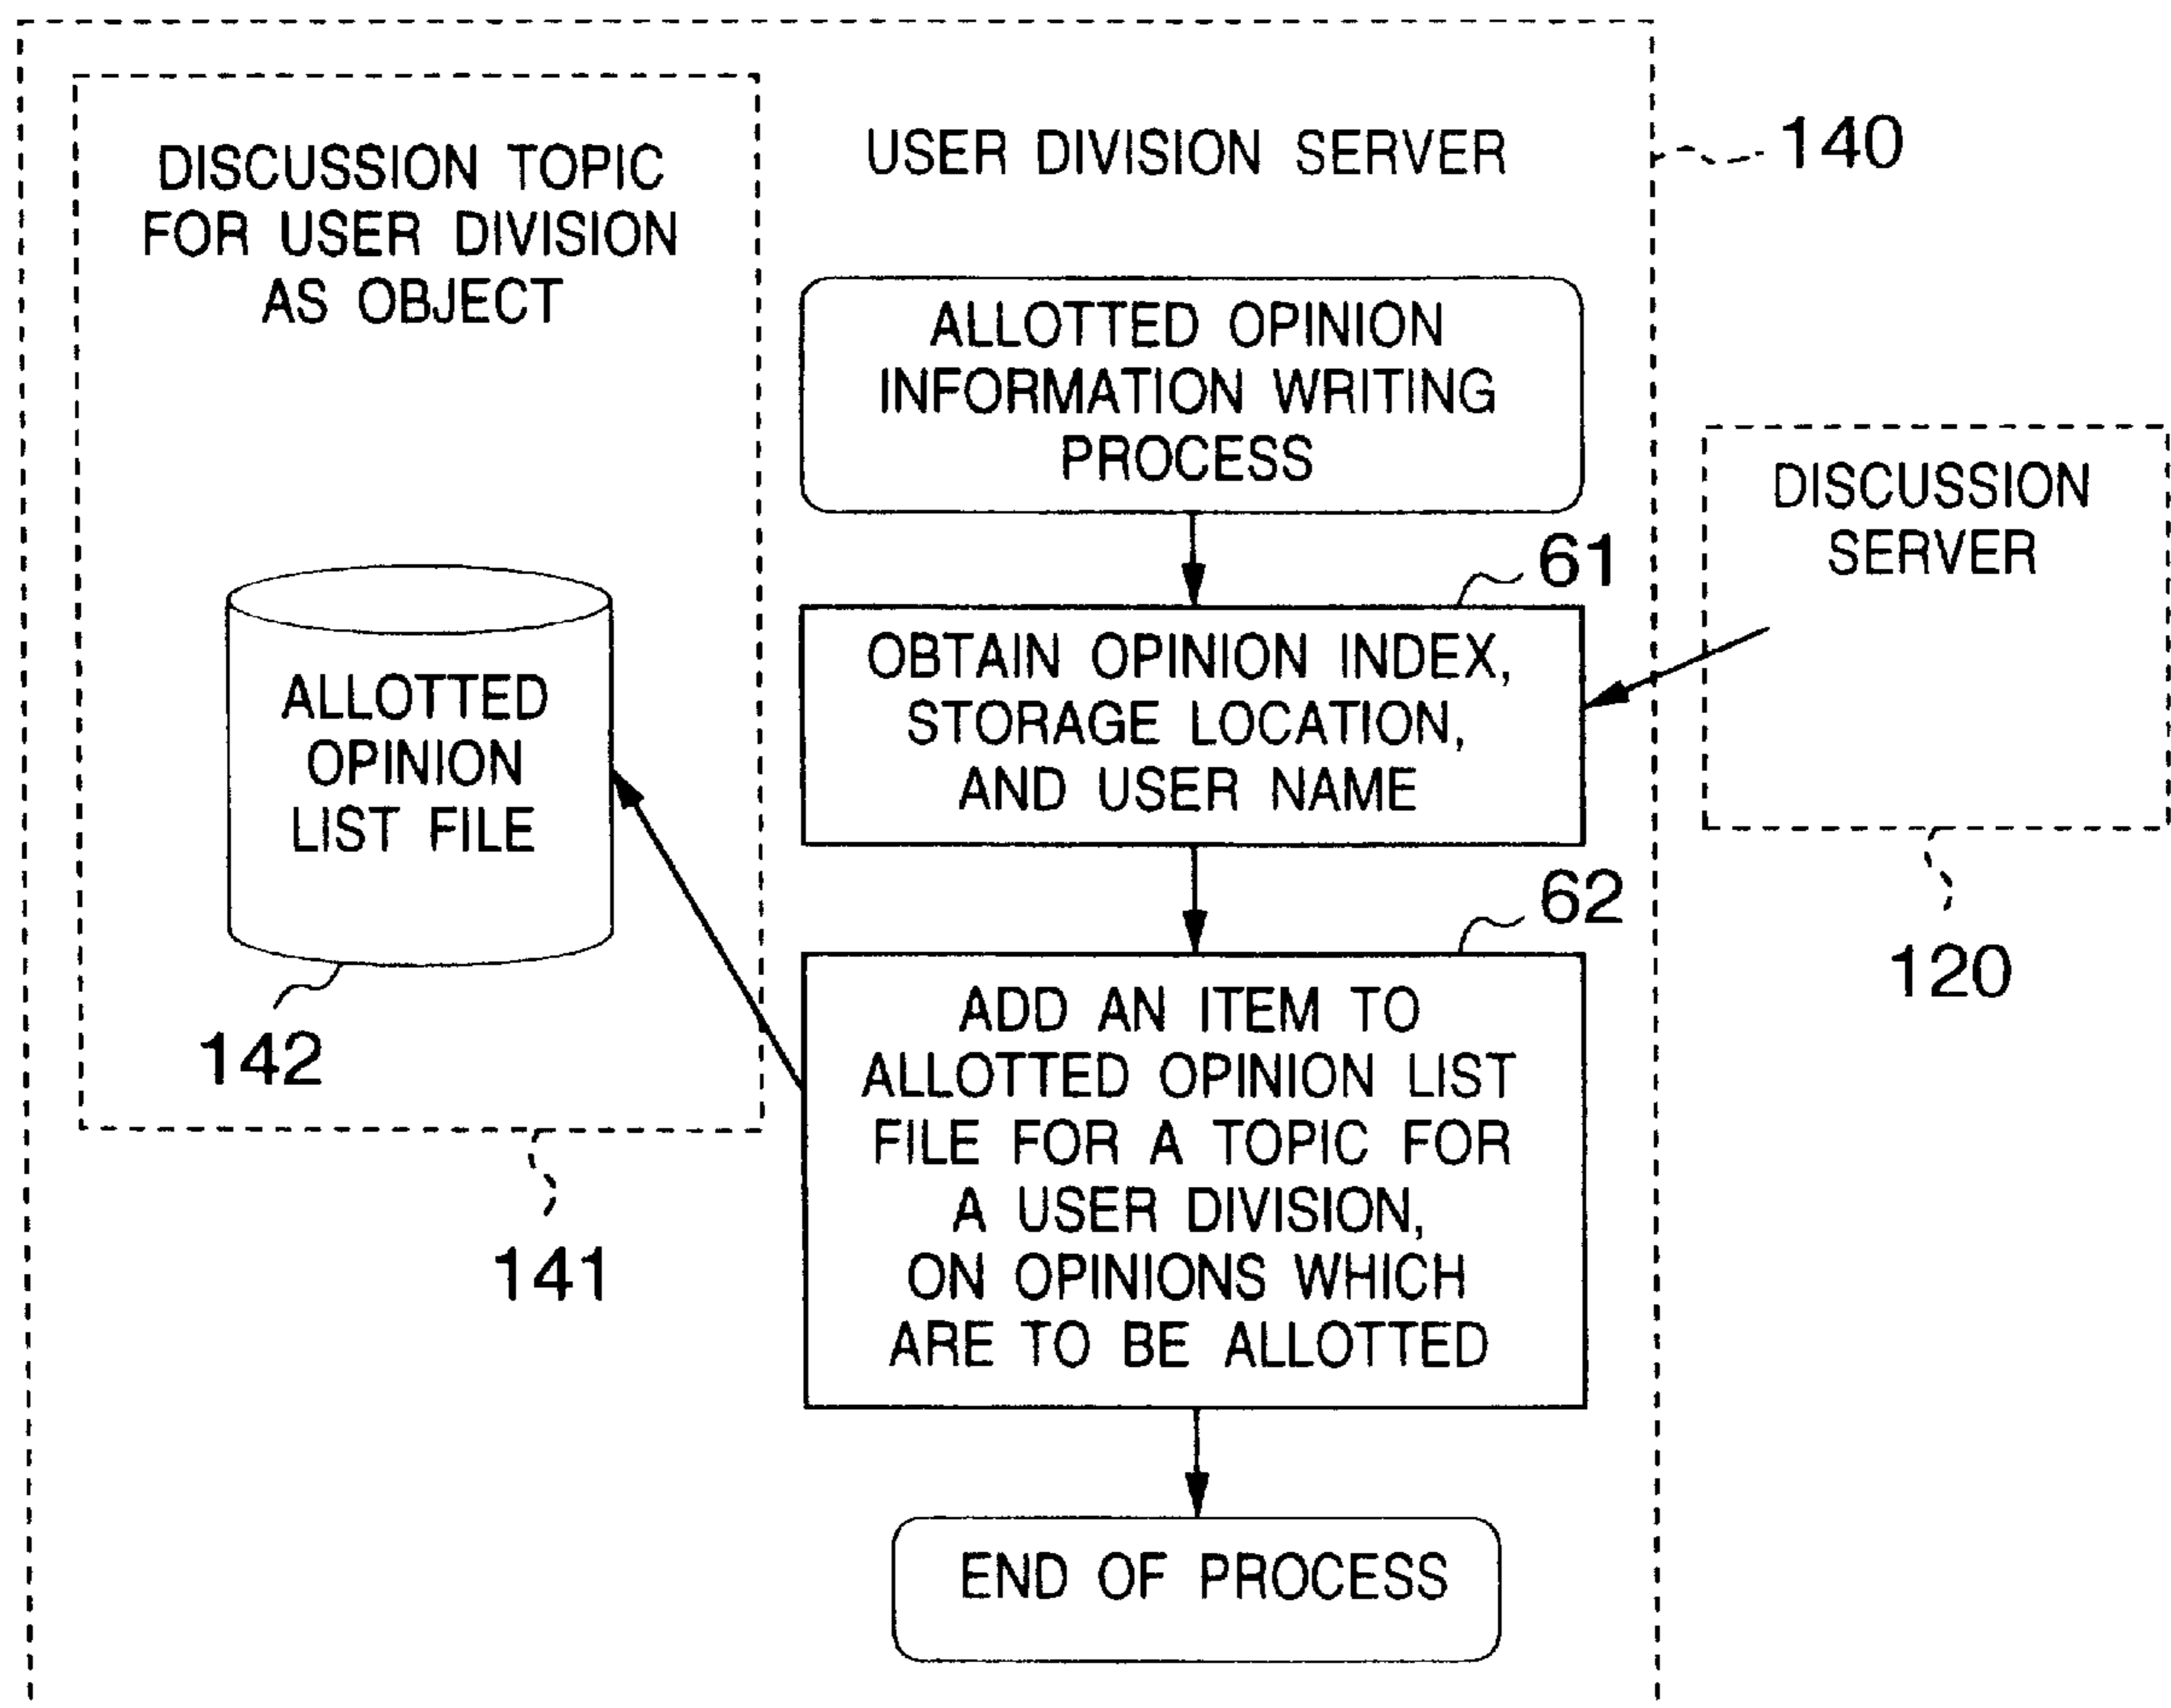 DISCUSSION TOPIC
FOR USER DIVISION
AS OBJECT
USER DIVISION SERVER
140
ALLOTTED OPINION
INFORMATION WRITING
PROCESS
DISCUSSION
SERVER
120
61
OBTAIN OPINION INDEX,
STORAGE LOCATION,
AND USER NAME
ALLOTTED
OPINION
LIST FILE
142
141
62
ADD AN ITEM TO
ALLOTTED OPINION LIST
FILE FOR A TOPIC FOR
A USER DIVISION,
ON OPINIONS WHICH
ARE TO BE ALLOTTED
END OF PROCESS